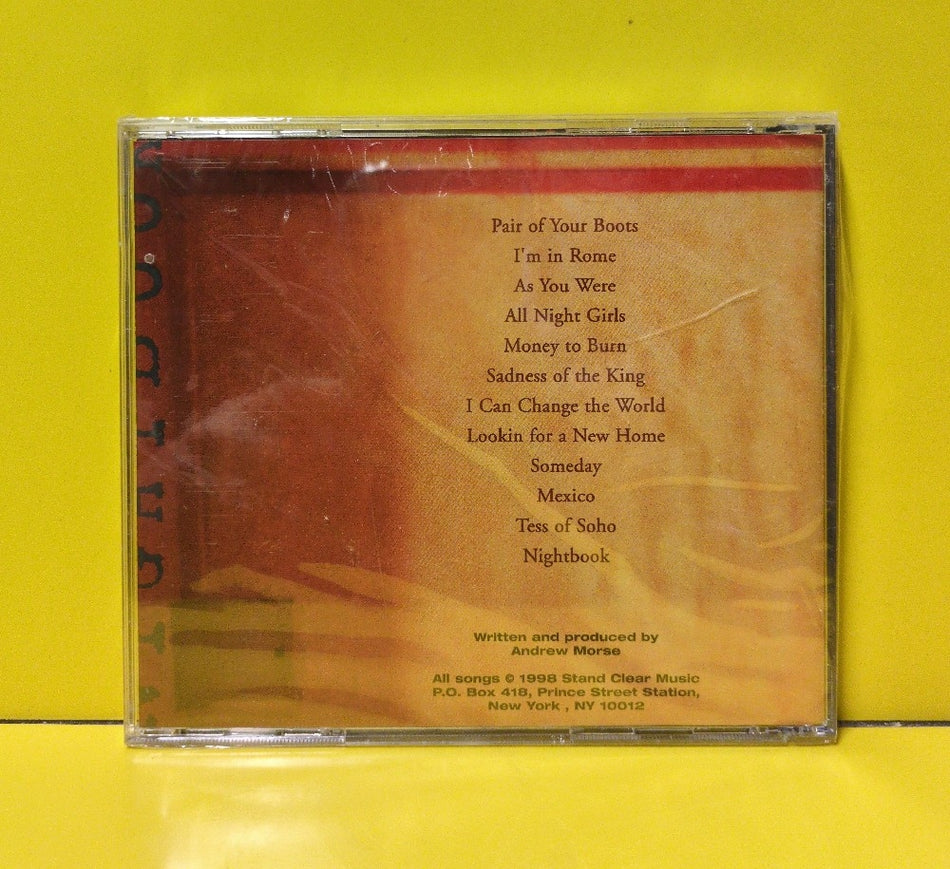 Pair of Your Boots
I'm in Rome
As You Were
All Night Girls
Money to Burn
Sadness of the King
I Can Change the World
Lookin for a New Home
Someday
Mexico
Tess of Soho
Nightbook
Written and produced by
Andrew Morse
All songs © 1998 Stand Clear Music
P.O. Box 418, Prince Street Station,
New York , NY 10012